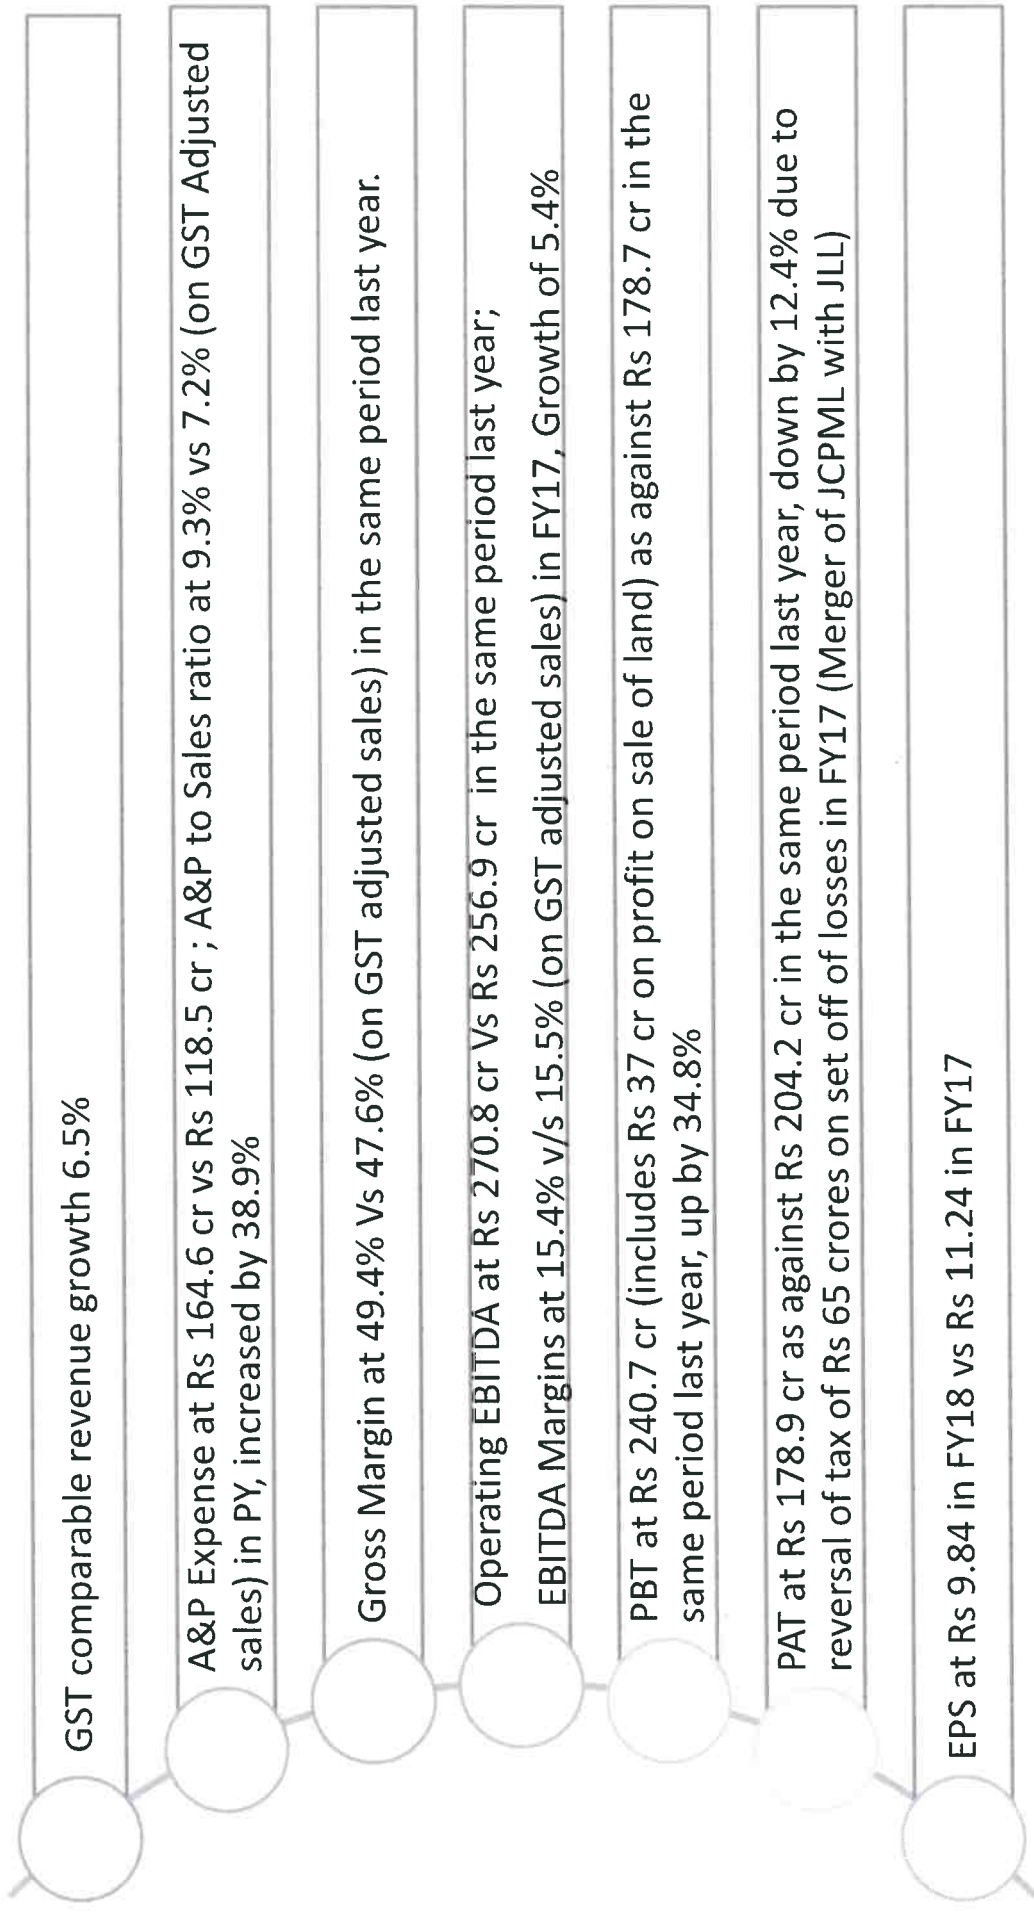 GST comparable revenue growth 6.5%
A&P Expense at Rs 164.6 cr vs Rs 118.5 cr ; A&P to Sales ratio at 9.3% vs 7.2% (on GST Adjusted
sales) in PY, increased by 38.9%
Gross Margin at 49.4% Vs 47.6% (on GST adjusted sales) in the same period last year.
Operating EBITDA at Rs 270.8 cr Vs Rs 256.9 cr in the same period last year;
EBITDA Margins at 15.4% v/s 15.5% (on GST adjusted sales) in FY17, Growth of 5.4%
PBT at Rs 240.7 cr (includes Rs 37 cr on profit on sale of land) as against Rs 178.7 cr in the
same period last year, up by 34.8%
PAT at Rs 178.9 cr as against Rs 204.2 cr in the same period last year, down by 12.4% due to
reversal of tax of Rs 65 crores on set off of losses in FY17 (Merger of JCPML with JLL)
EPS at Rs 9.84 in FY18 vs Rs 11.24 in FY17